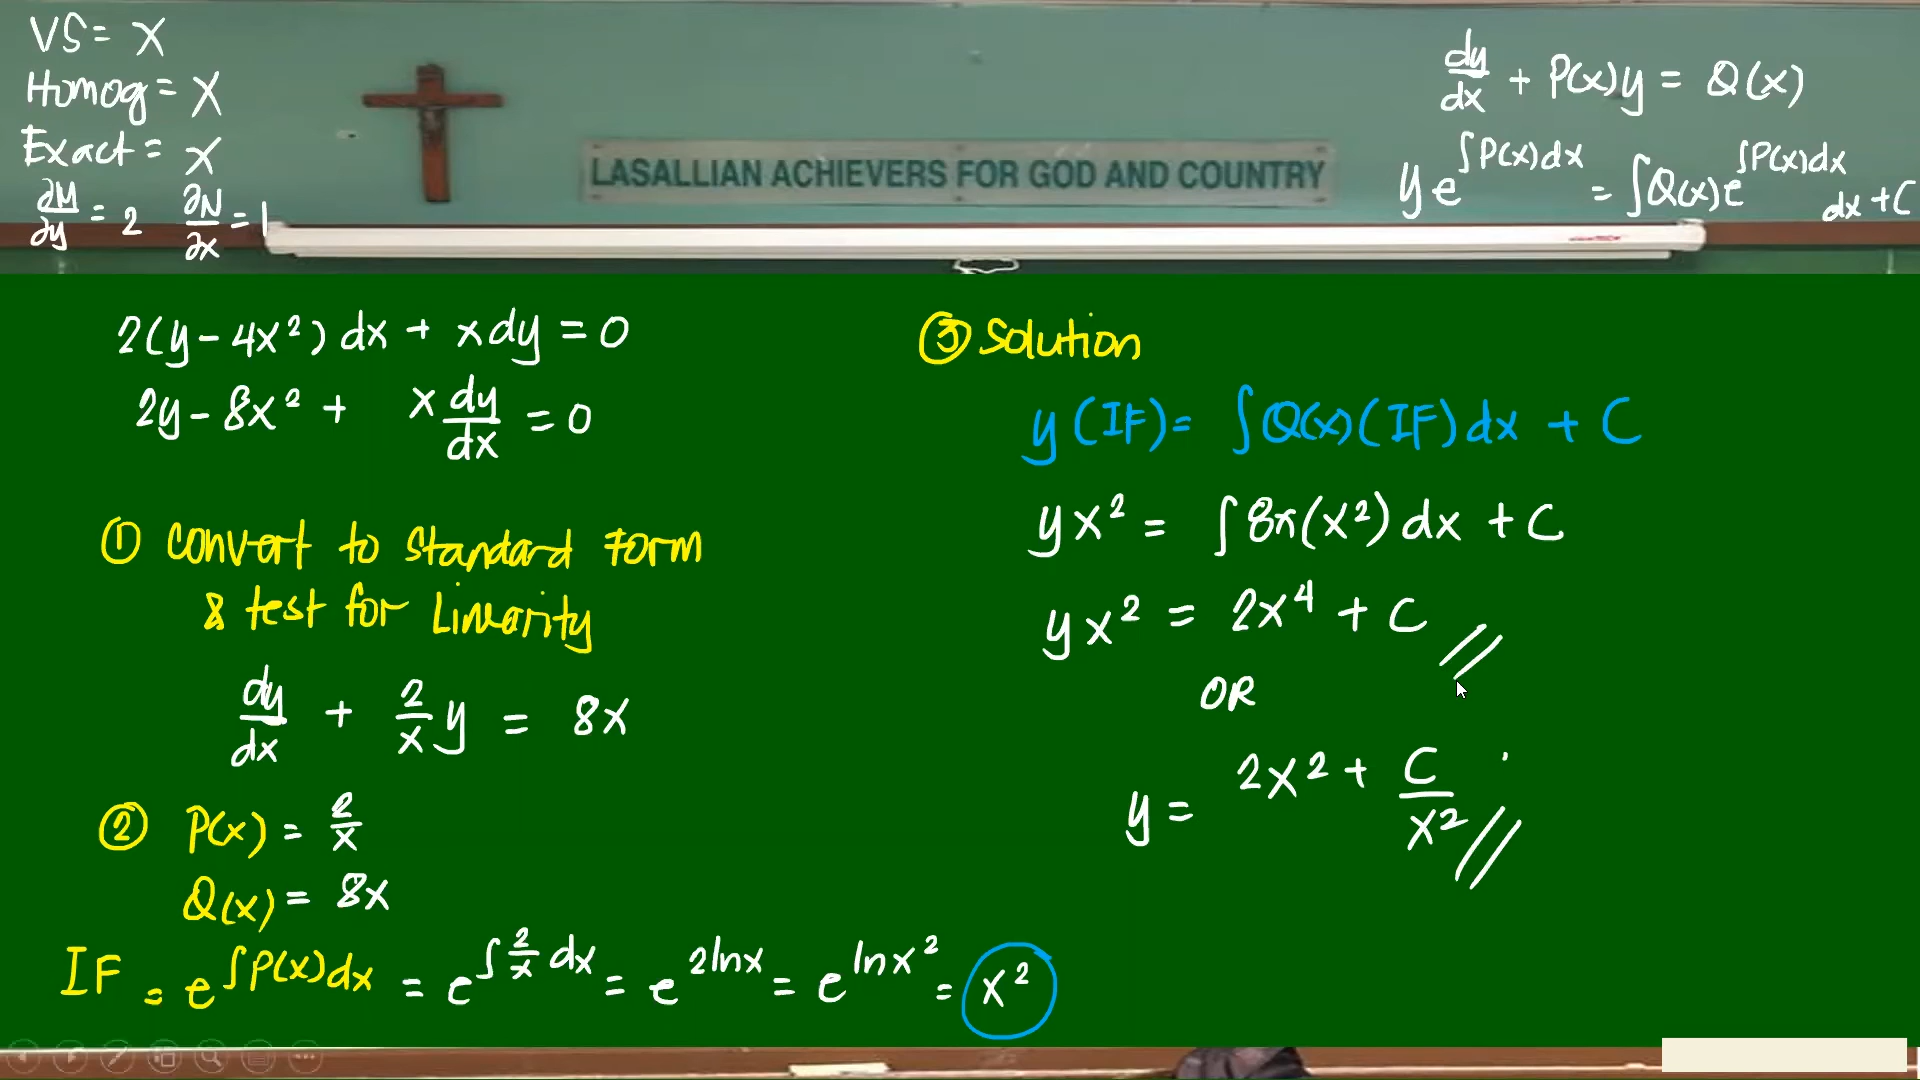 VS = X
Homog = X
Exact = X
∂M/∂y = 2 ∂N/∂x = 1
LASALLIAN ACHIEVERS FOR GOD AND COUNTRY
dy/dx + P(x)y = Q(x)
y e^∫P(x)dx = ∫Q(x)e^∫P(x)dx dx + C
2(y - 4x²) dx + x dy = 0
2y - 8x² + x dy/dx = 0
① Convert to Standard Form
& test for Linearity
dy/dx + 2/x y = 8x
② P(x) = 2/x
Q(x) = 8x
IF = e^∫P(x)dx = e^∫2/x dx = e^2lnx = e^lnx² = x²
③ Solution
y (IF) = ∫Q(x)(IF) dx + C
yx² = ∫8x(x²) dx + C
yx² = 2x⁴ + C //
OR
y = 2x² + C/x² //